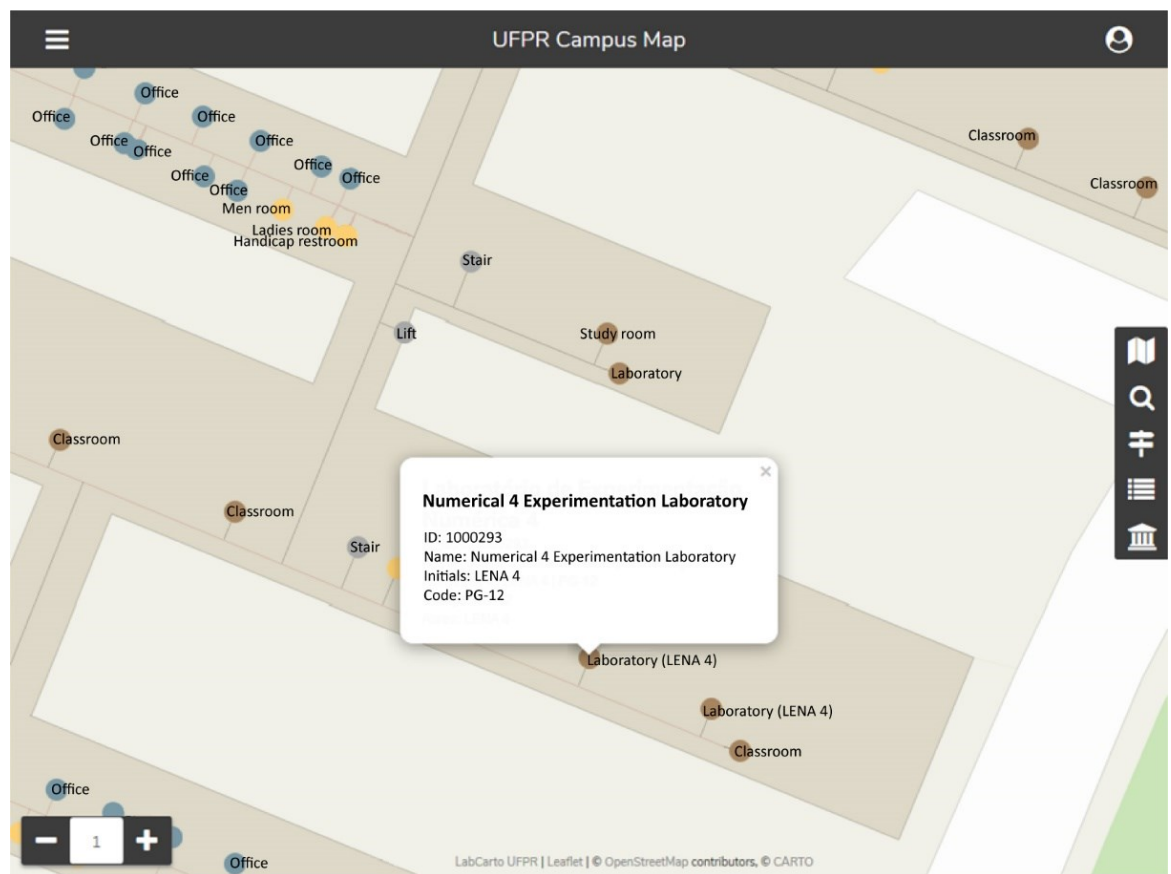 UFPR Campus Map
Office
Office
Office
Office
Office
Office
Office
Office
Office
Office
Men room
Ladies room
Handicap restroom
Classroom
Classroom
Stair
Lift
Study room
Laboratory
Classroom
Classroom
Stair
Numerical 4 Experimentation Laboratory
×
ID: 1000293
Name: Numerical 4 Experimentation Laboratory
Initials: LENA 4
Code: PG-12
Laboratory (LENA 4)
Laboratory (LENA 4)
Classroom
Office
1
Office
LabCarto UFPR | Leaflet | © OpenStreetMap contributors, © CARTO